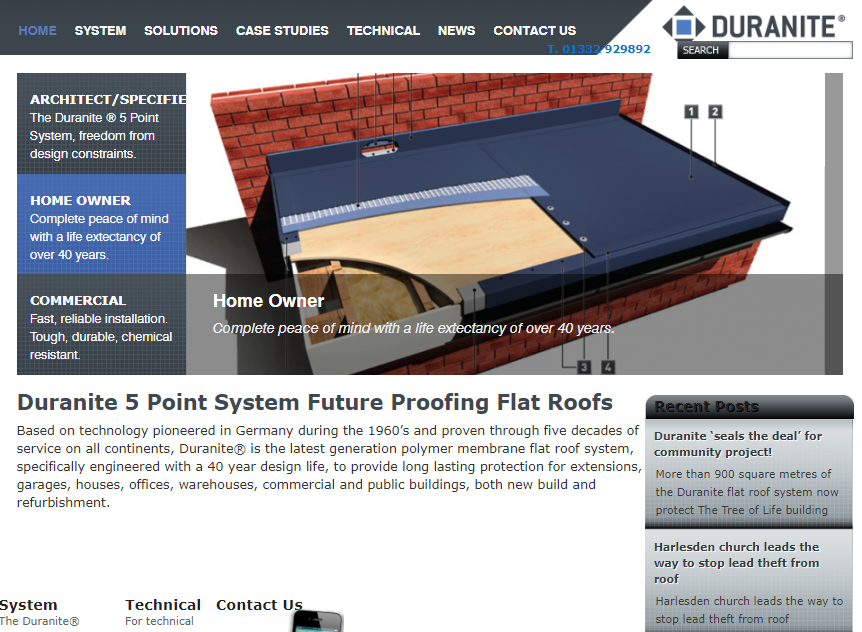 HOME SYSTEM SOLUTIONS CASE STUDIES TECHNICAL NEWS CONTACT US
DURANITE®
T. 01332 929892
SEARCH
ARCHITECT/SPECIFIE
The Duranite ® 5 Point
System, freedom from
design constraints.
HOME OWNER
Complete peace of mind
with a life extectancy of
over 40 years.
COMMERCIAL
Fast, reliable installation.
Tough, durable, chemical
resistant.
1 2
Home Owner
Complete peace of mind with a life extectancy of over 40 years.
3 4
Duranite 5 Point System Future Proofing Flat Roofs
Based on technology pioneered in Germany during the 1960’s and proven through five decades of
service on all continents, Duranite® is the latest generation polymer membrane flat roof system,
specifically engineered with a 40 year design life, to provide long lasting protection for extensions,
garages, houses, offices, warehouses, commercial and public buildings, both new build and
refurbishment.
Recent Posts
Duranite ‘seals the deal’ for
community project!
More than 900 square metres of
the Duranite flat roof system now
protect The Tree of Life building
Harlesden church leads the
way to stop lead theft from
roof
Harlesden church leads the way to
stop lead theft from roof
System Technical Contact Us
The Duranite® For technical